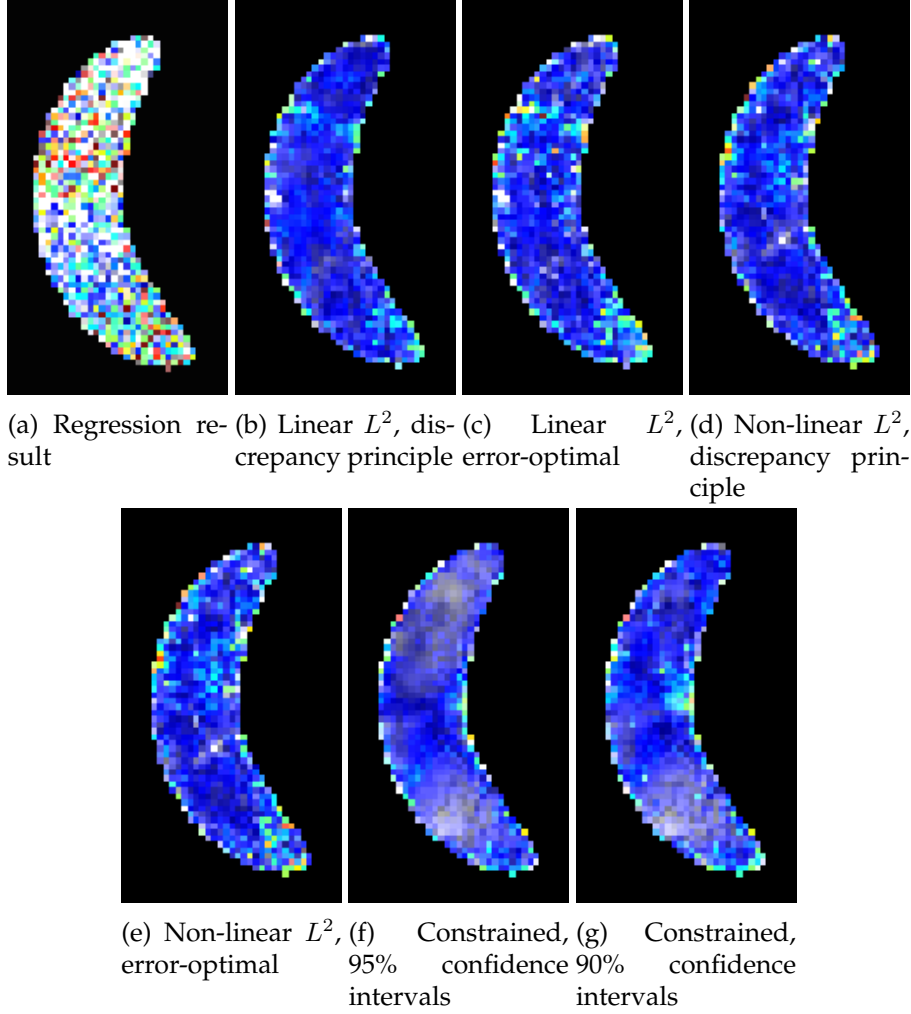 (a) Regression re-
sult
(b) Linear L², dis-
crepancy principle
(c) Linear L²,
error-optimal
(d) Non-linear L²,
discrepancy prin-
ciple
(e) Non-linear L²,
error-optimal
(f) Constrained,
95% confidence
intervals
(g) Constrained,
90% confidence
intervals